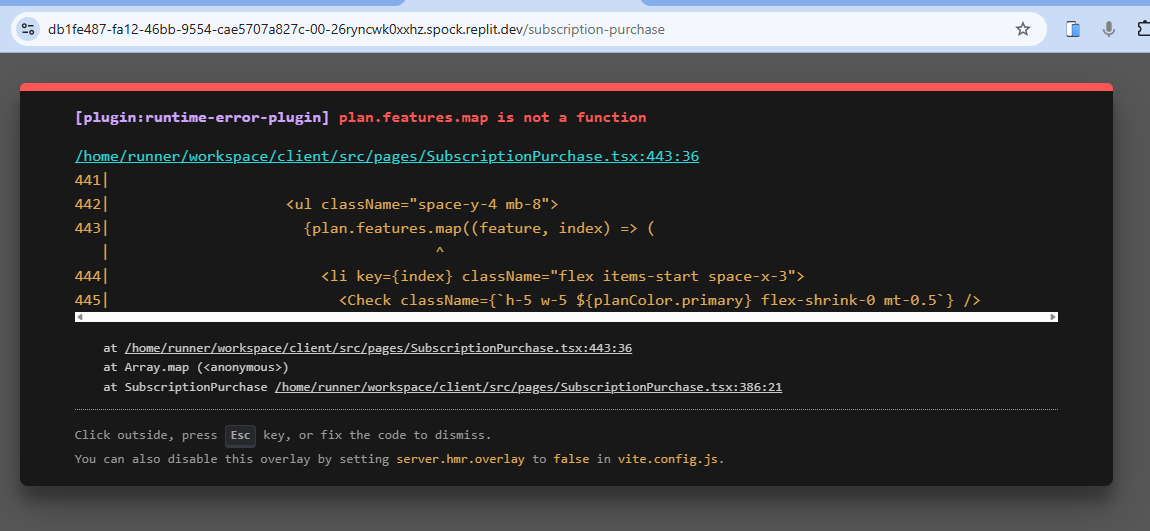 db1fe487-fa12-46bb-9554-cae5707a827c-00-26ryncwk0xxhz.spock.replit.dev/subscription-purchase
[plugin:runtime-error-plugin] plan.features.map is not a function
/home/runner/workspace/client/src/pages/SubscriptionPurchase.tsx:443:36
441|
442|                    <ul className="space-y-4 mb-8">
443|                      {plan.features.map((feature, index) => (
   |                                     ^
444|                        <li key={index} className="flex items-start space-x-3">
445|                          <Check className={`h-5 w-5 ${planColor.primary} flex-shrink-0 mt-0.5`} />
at /home/runner/workspace/client/src/pages/SubscriptionPurchase.tsx:443:36
at Array.map (<anonymous>)
at SubscriptionPurchase /home/runner/workspace/client/src/pages/SubscriptionPurchase.tsx:386:21
Click outside, press Esc key, or fix the code to dismiss.
You can also disable this overlay by setting server.hmr.overlay to false in vite.config.js.